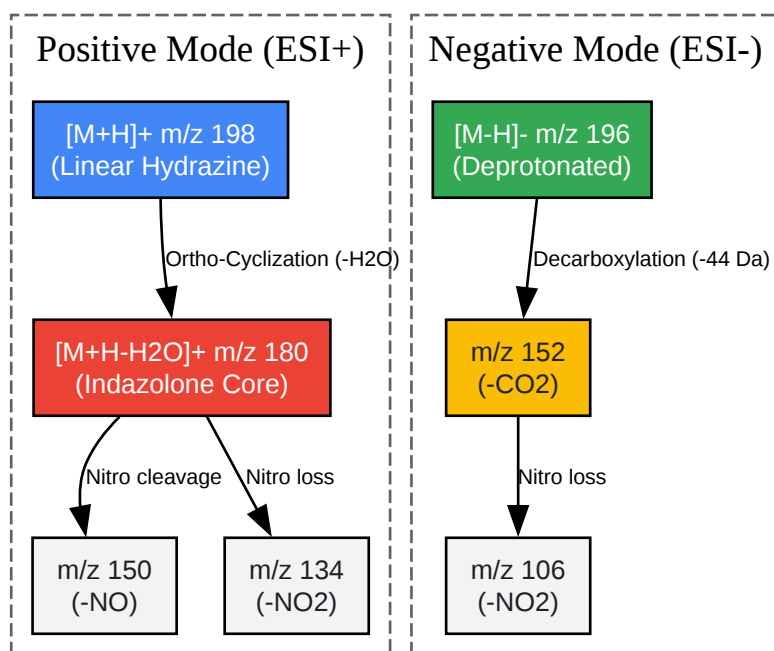 Positive Mode (ESI+)
[M+H]+ m/z 198
(Linear Hydrazine)
Ortho-Cyclization (-H2O)
[M+H-H2O]+ m/z 180
(Indazolone Core)
Nitro cleavage
Nitro loss
m/z 150
(-NO)
m/z 134
(-NO2)
Negative Mode (ESI-)
[M-H]- m/z 196
(Deprotonated)
Decarboxylation (-44 Da)
m/z 152
(-CO2)
Nitro loss
m/z 106
(-NO2)